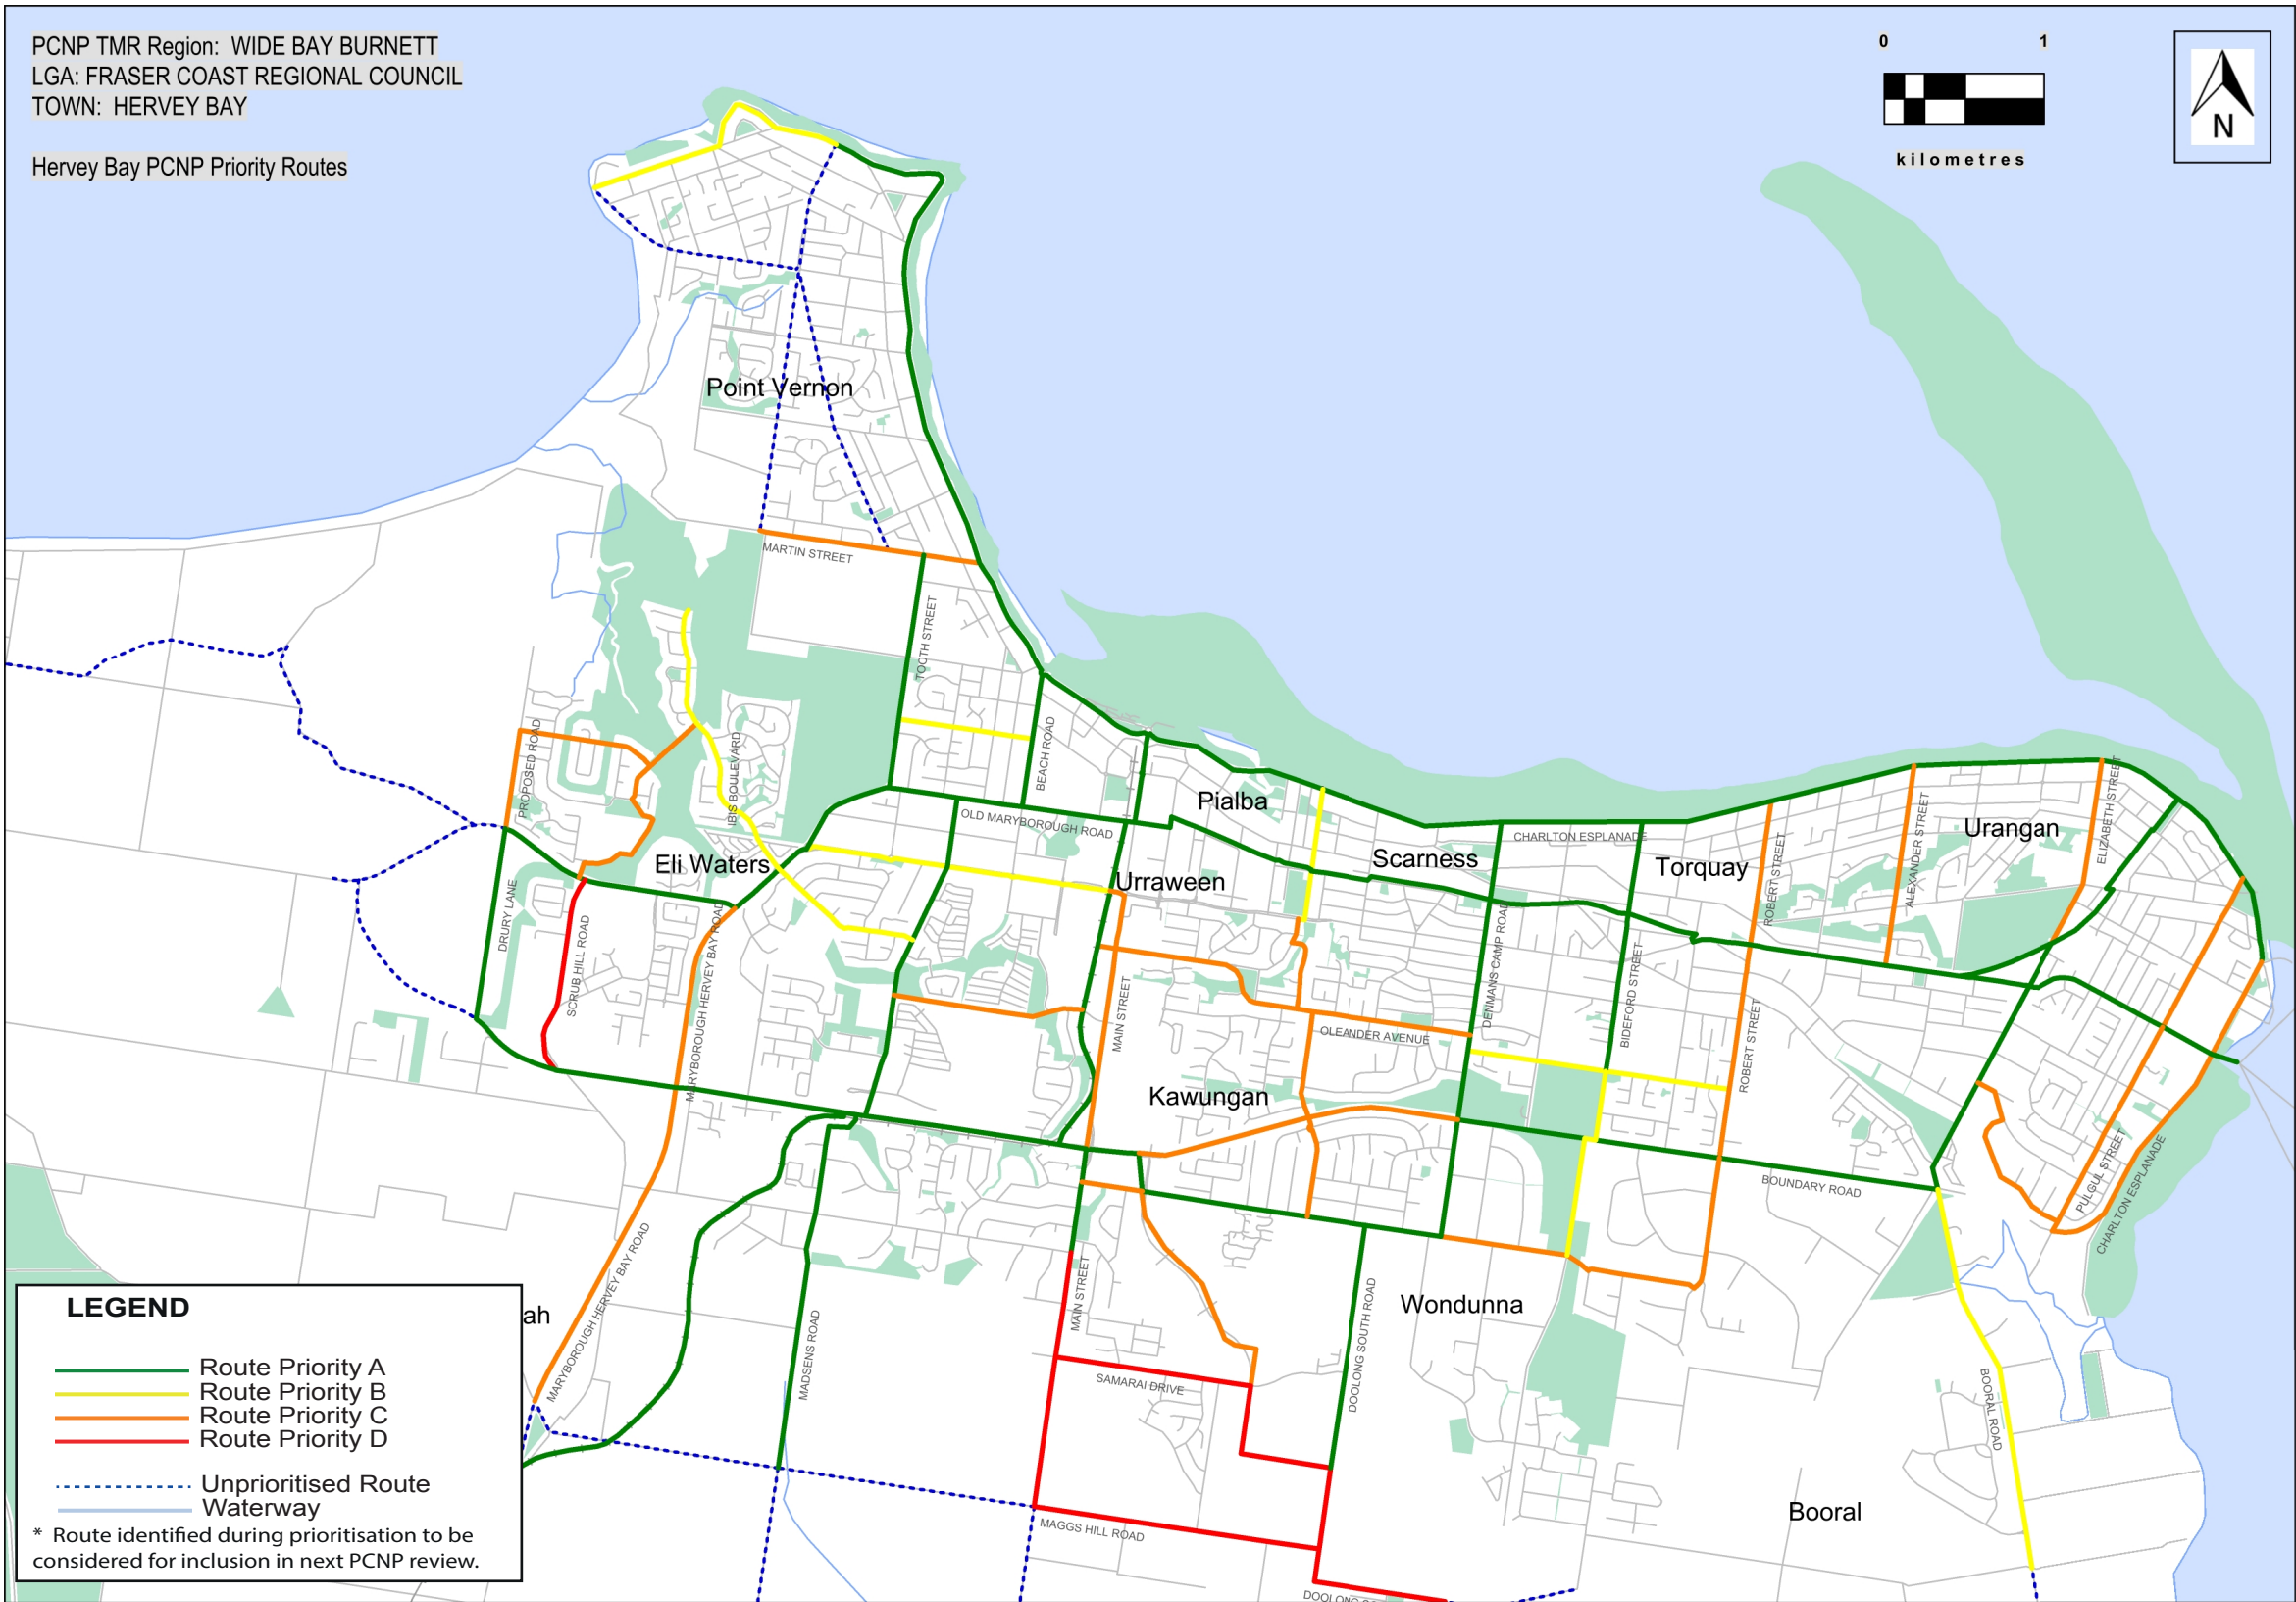 PCNP TMR Region: WIDE BAY BURNETT
LGA: FRASER COAST REGIONAL COUNCIL
TOWN: HERVEY BAY
Hervey Bay PCNP Priority Routes
0 1
kilometres
N
Point Vernon
MARTIN STREET
TOOTH STREET
BEACH ROAD
PROPOSED ROAD
IBIS BOULEVARD
OLD MARYBOROUGH ROAD
Pialba
CHARLTON ESPLANADE
Urangan
ELIZABETH STREET
ALEXANDER STREET
ROBERT STREET
Eli Waters
Urraween
Scarness
Torquay
DRURY LANE
SCRUB HILL ROAD
MARYBOROUGH HERVEY BAY ROAD
MAIN STREET
DENMANS CAMP ROAD
BIDEFORD STREET
OLEANDER AVENUE
ROBERT STREET
Kawungan
BOUNDARY ROAD
PULGUL STREET
CHARLTON ESPLANADE
MARYBOROUGH HERVEY BAY ROAD
MADSENS ROAD
MAIN STREET
SAMARAI DRIVE
DOOLONG SOUTH ROAD
Wondunna
BOORAL ROAD
Booral
MAGGS HILL ROAD
ah
LEGEND
Route Priority A
Route Priority B
Route Priority C
Route Priority D
Unprioritised Route
Waterway
* Route identified during prioritisation to be
considered for inclusion in next PCNP review.